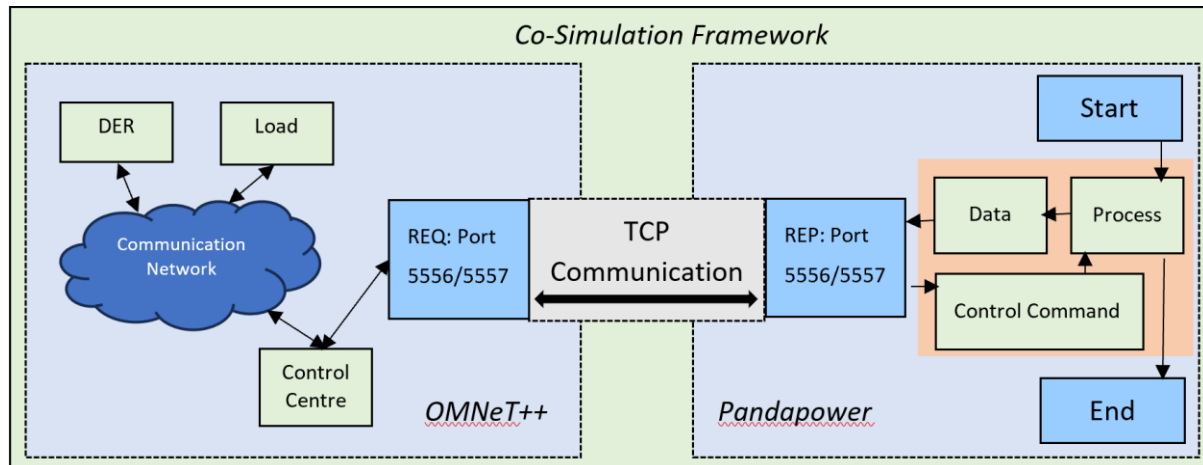 Co-Simulation Framework
DER
Load
Communication
Network
Control
Centre
REQ: Port
5556/5557
OMNeT++
TCP
Communication
REP: Port
5556/5557
Pandapower
Start
Data
Process
Control Command
End